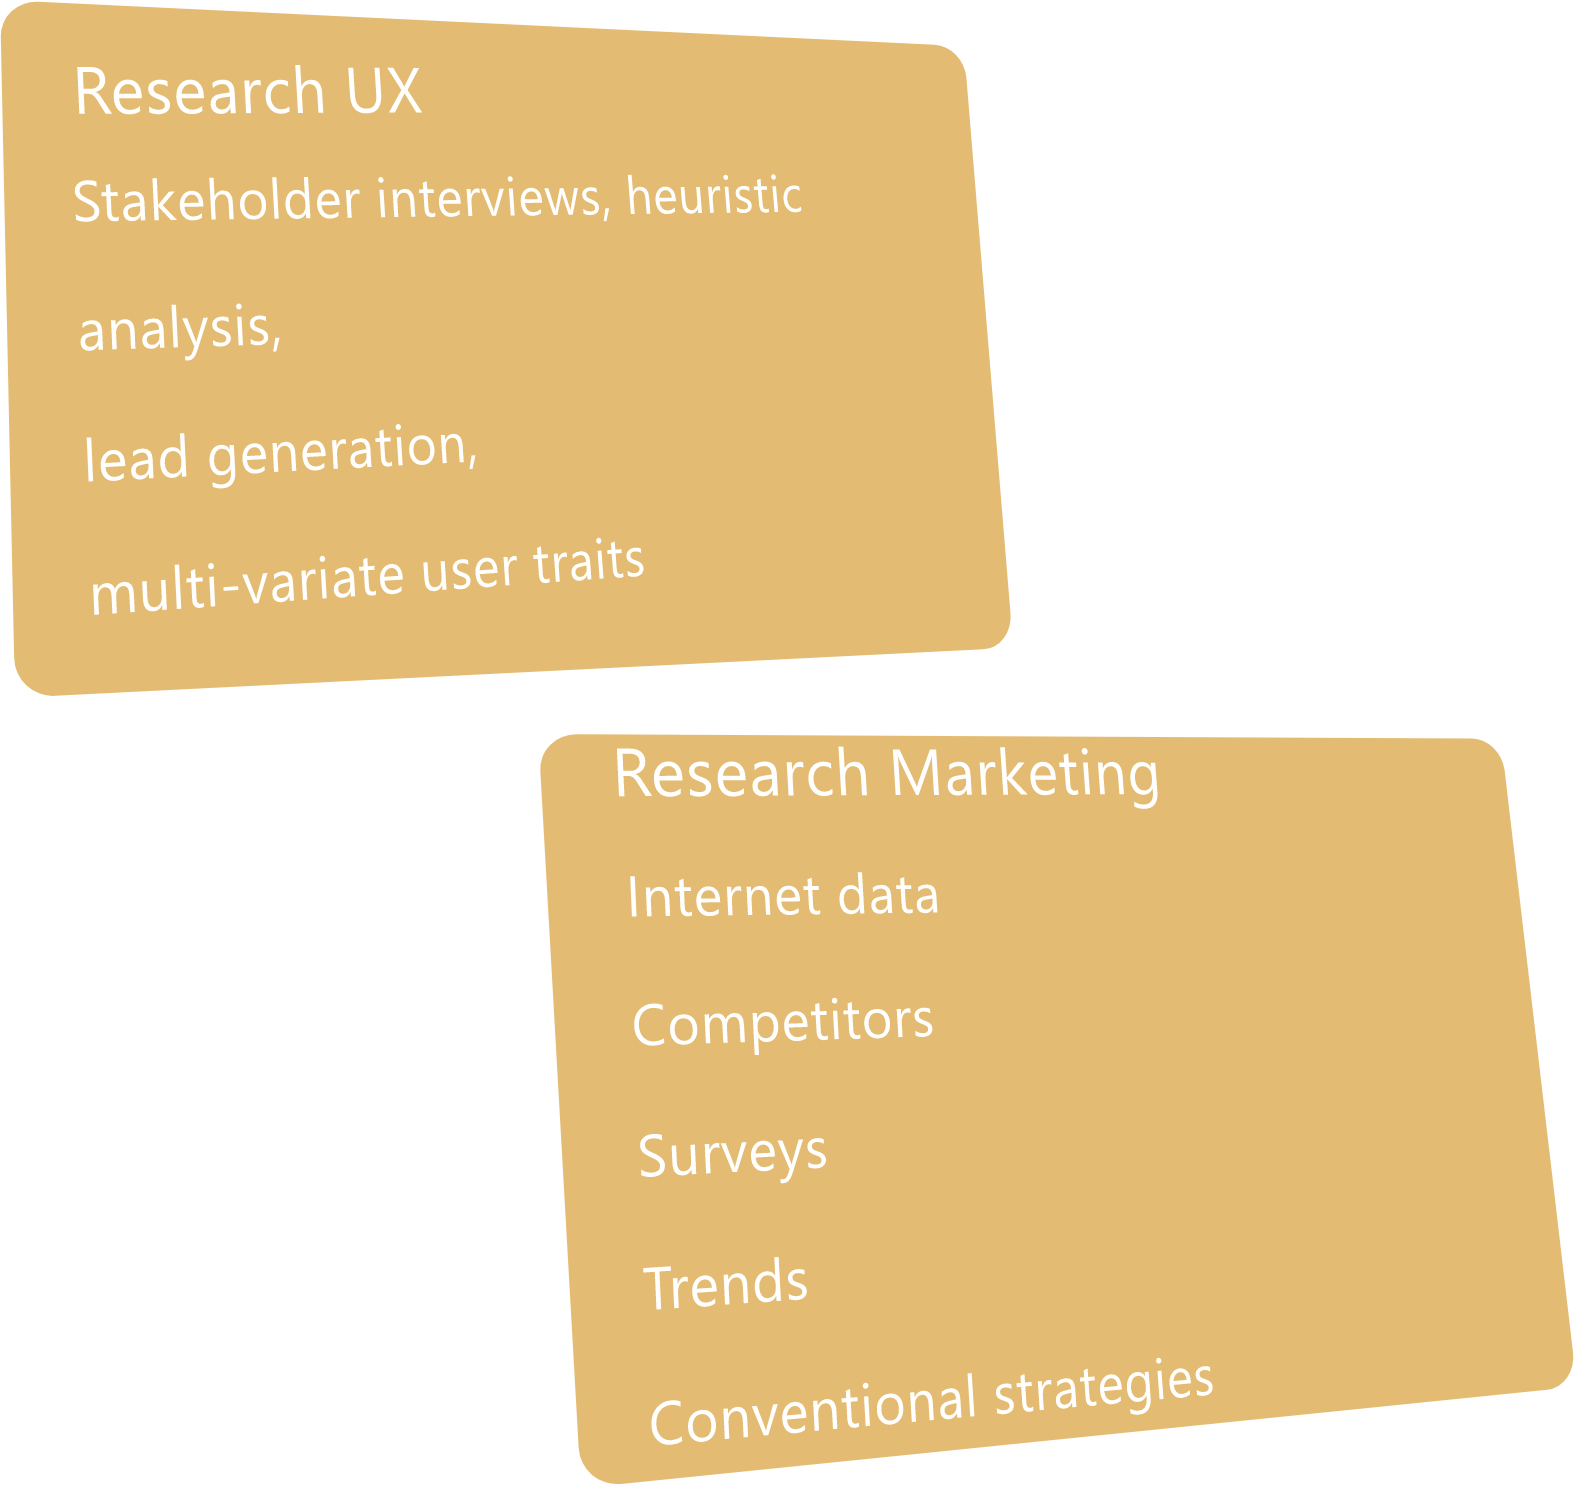 Research UX
Stakeholder interviews, heuristic
analysis,
lead generation,
multi-variate user traits
Research Marketing
Internet data
Competitors
Surveys
Trends
Conventional strategies